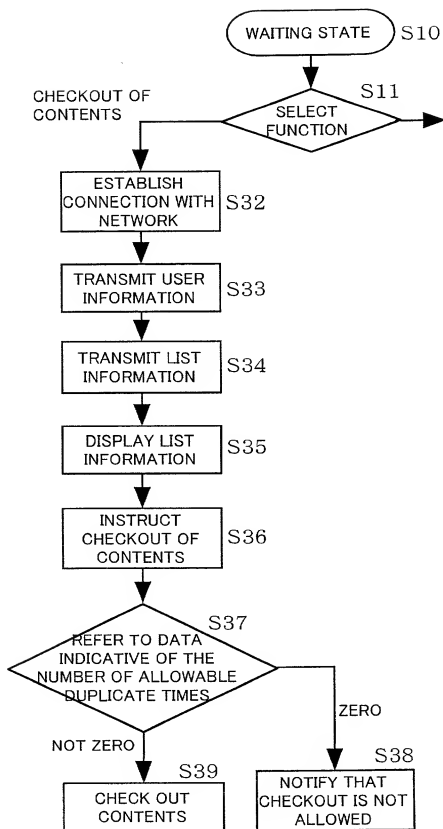 WAITING STATE S10
S11
CHECKOUT OF
CONTENTS
SELECT
FUNCTION
ESTABLISH
CONNECTION WITH
NETWORK
S32
TRANSMIT USER
INFORMATION
S33
TRANSMIT LIST
INFORMATION
S34
DISPLAY LIST
INFORMATION
S35
INSTRUCT
CHECKOUT OF
CONTENTS
S36
S37
REFER TO DATA
INDICATIVE OF THE
NUMBER OF ALLOWABLE
DUPLICATE TIMES
ZERO
NOT ZERO
S39
CHECK OUT
CONTENTS
S38
NOTIFY THAT
CHECKOUT IS NOT
ALLOWED